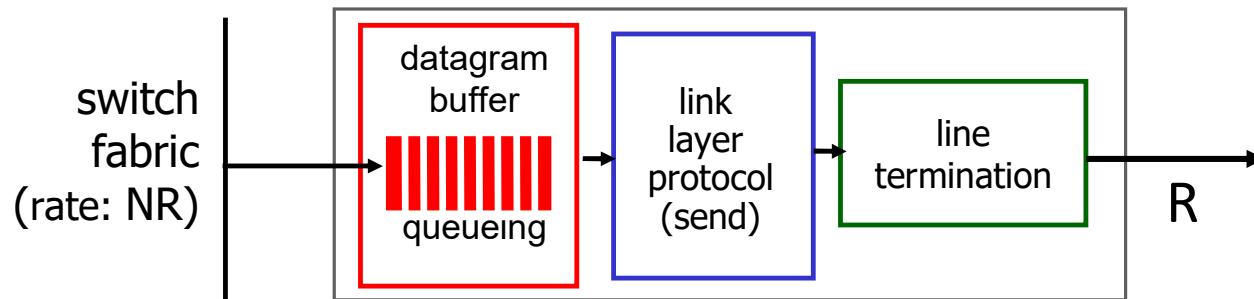 switch
fabric
(rate: NR)
datagram
buffer
queueing
link
layer
protocol
(send)
line
termination
R